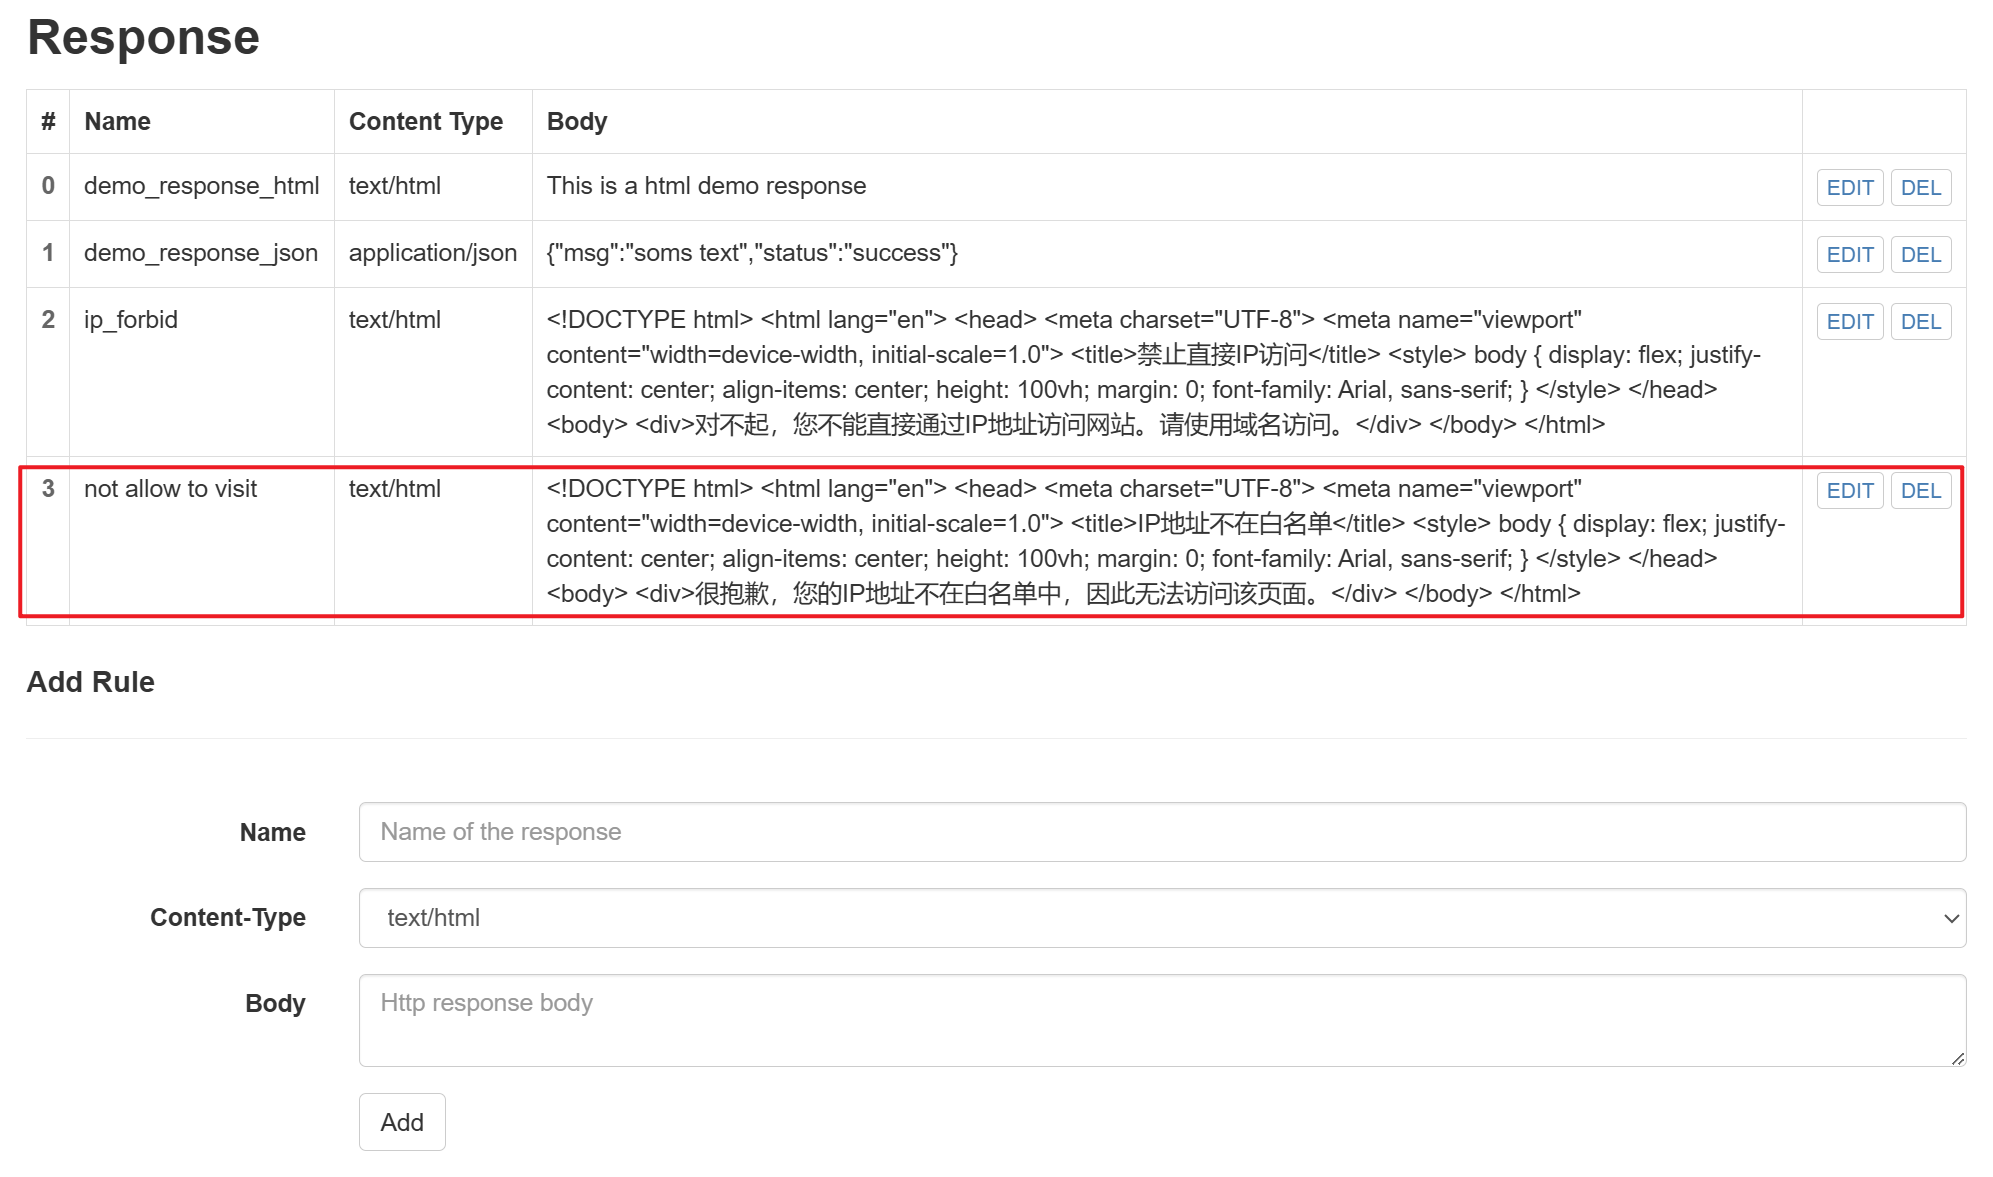 Response
# Name Content Type Body
0 demo_response_html text/html This is a html demo response EDIT DEL
1 demo_response_json application/json {"msg":"soms text","status":"success"} EDIT DEL
2 ip_forbid text/html <!DOCTYPE html> <html lang="en"> <head> <meta charset="UTF-8"> <meta name="viewport" EDIT DEL
content="width=device-width, initial-scale=1.0"> <title>禁止直接IP访问</title> <style> body { display: flex; justify-
content: center; align-items: center; height: 100vh; margin: 0; font-family: Arial, sans-serif; } </style> </head>
<body> <div>对不起，您不能直接通过IP地址访问网站。请使用域名访问。</div> </body> </html>
3 not allow to visit text/html <!DOCTYPE html> <html lang="en"> <head> <meta charset="UTF-8"> <meta name="viewport" EDIT DEL
content="width=device-width, initial-scale=1.0"> <title>IP地址不在白名单</title> <style> body { display: flex; justify-
content: center; align-items: center; height: 100vh; margin: 0; font-family: Arial, sans-serif; } </style> </head>
<body> <div>很抱歉，您的IP地址不在白名单中，因此无法访问该页面。</div> </body> </html>
Add Rule
Name Name of the response
Content-Type text/html
Body Http response body
Add